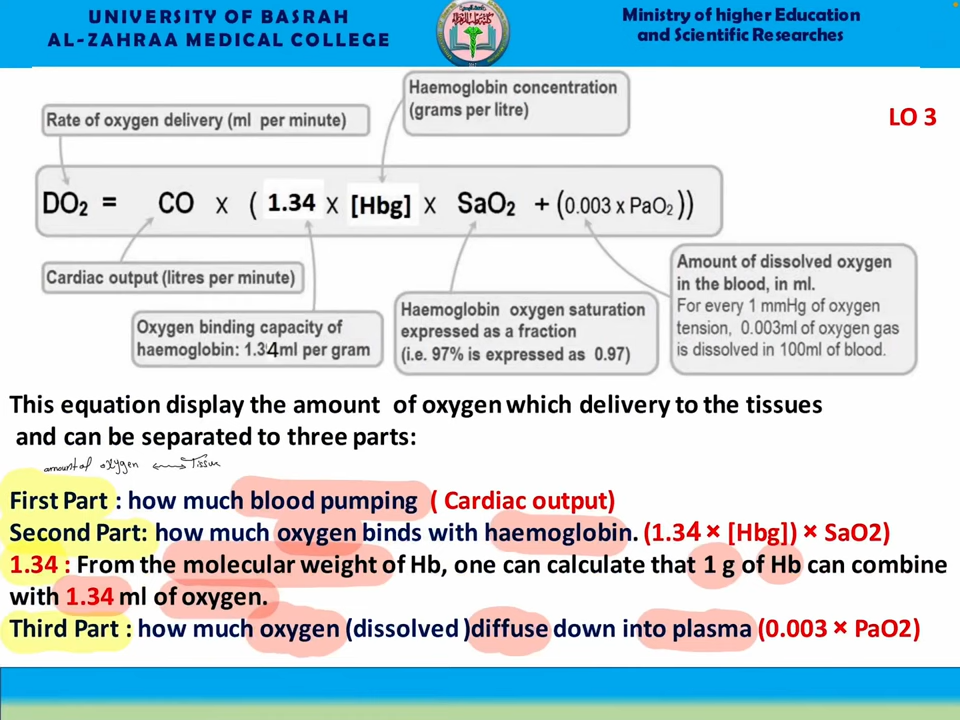 UNIVERSITY OF BASRAH
AL-ZAHRAA MEDICAL COLLEGE
Ministry of higher Education
and Scientific Researches
LO 3
Haemoglobin concentration
(grams per litre)
Rate of oxygen delivery (ml per minute)
DO₂ = CO x ( 1.34 x [Hbg] x SaO₂ + (0.003 x PaO₂ ))
Cardiac output (litres per minute)
Oxygen binding capacity of
haemoglobin: 1.34ml per gram
Haemoglobin oxygen saturation
expressed as a fraction
(i.e. 97% is expressed as 0.97)
Amount of dissolved oxygen
in the blood, in ml.
For every 1 mmHg of oxygen
tension, 0.003ml of oxygen gas
is dissolved in 100ml of blood.
This equation display the amount of oxygen which delivery to the tissues
and can be separated to three parts:
amount of oxygen ⟷ Tissue
First Part : how much blood pumping ( Cardiac output)
Second Part: how much oxygen binds with haemoglobin. (1.34 × [Hbg]) × SaO2)
1.34 : From the molecular weight of Hb, one can calculate that 1 g of Hb can combine
with 1.34 ml of oxygen.
Third Part : how much oxygen (dissolved )diffuse down into plasma (0.003 × PaO2)